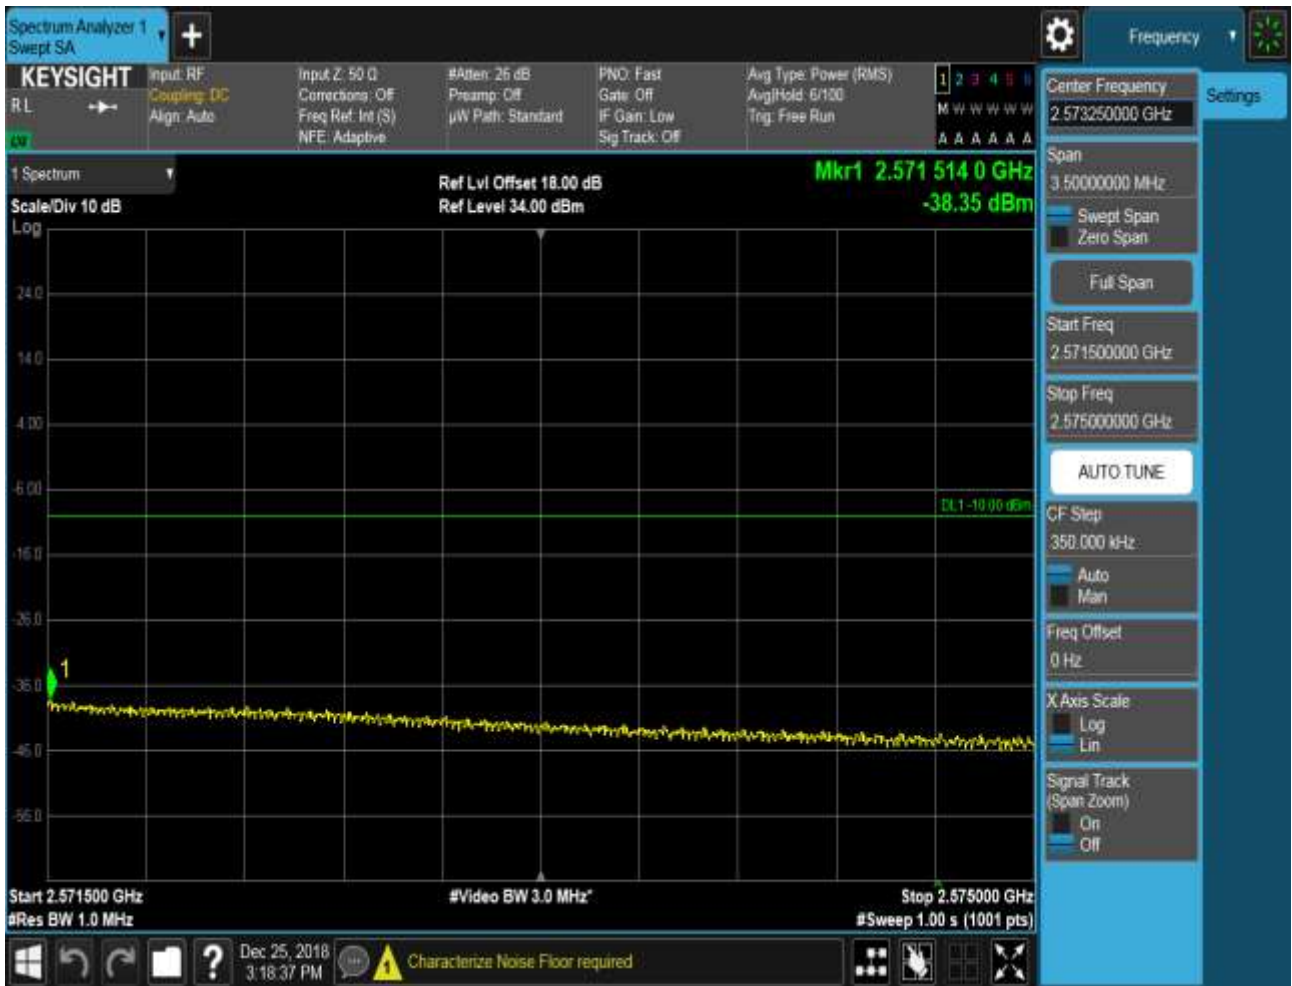 Spectrum Analyzer 1
Swept SA
Frequency
KEYSIGHT
RL
Input: RF
Coupling: DC
Align: Auto
Input Z: 50 Ω
Corrections: Off
Freq Ref: Int (S)
NFE: Adaptive
#Atten: 26 dB
Preamp: Off
µW Path: Standard
PNO: Fast
Gate: Off
IF Gain: Low
Sig Track: Off
Avg Type: Power (RMS)
Avg|Hold: 6/100
Trig: Free Run
1 2 3 4 5 6
M W W W W W
A A A A A A
1 Spectrum
Scale/Div 10 dB
Log
Ref Lvl Offset 18.00 dB
Ref Level 34.00 dBm
Mkr1 2.571 514 0 GHz
-38.35 dBm
24.0
14.0
4.00
-6.00
DL1 -10.00 dBm
-16.0
-26.0
1
-36.0
-46.0
-56.0
Start 2.571500 GHz
#Video BW 3.0 MHz*
Stop 2.575000 GHz
#Res BW 1.0 MHz
#Sweep 1.00 s (1001 pts)
Center Frequency
2.573250000 GHz
Settings
Span
3.50000000 MHz
Swept Span
Zero Span
Full Span
Start Freq
2.571500000 GHz
Stop Freq
2.575000000 GHz
AUTO TUNE
CF Step
350.000 kHz
Auto
Man
Freq Offset
0 Hz
X Axis Scale
Log
Lin
Signal Track
(Span Zoom)
On
Off
?
Dec 25, 2018
3:18:37 PM
1
Characterize Noise Floor required